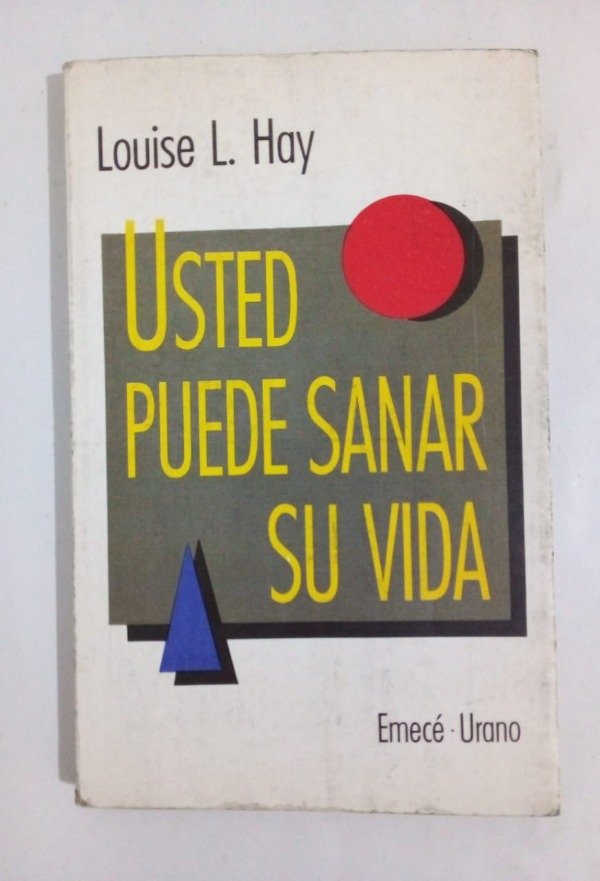 Louise L. Hay
USTED
PUEDE SANAR
SU VIDA
Emecé · Urano